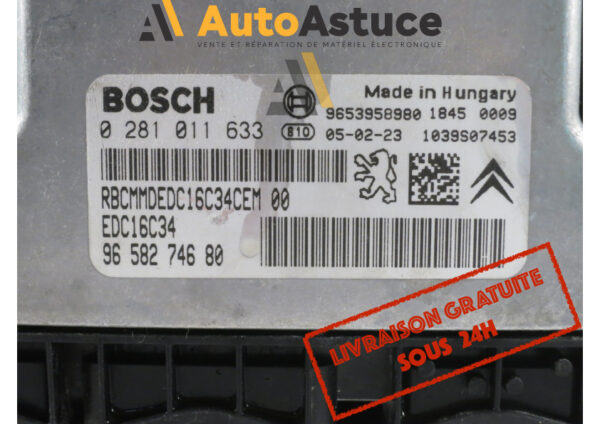 AutoAstuce
VENTE ET RÉPARATION DE MATÉRIEL ÉLECTRONIQUE
BOSCH
Made in Hungary
9653958980 1845 0009
0 281 011 633
810 05-02-23 1039S07453
RBCMMDEDC16C34CEM 00
EDC16C34
96 582 746 80
LIVRAISON GRATUITE
SOUS 24H